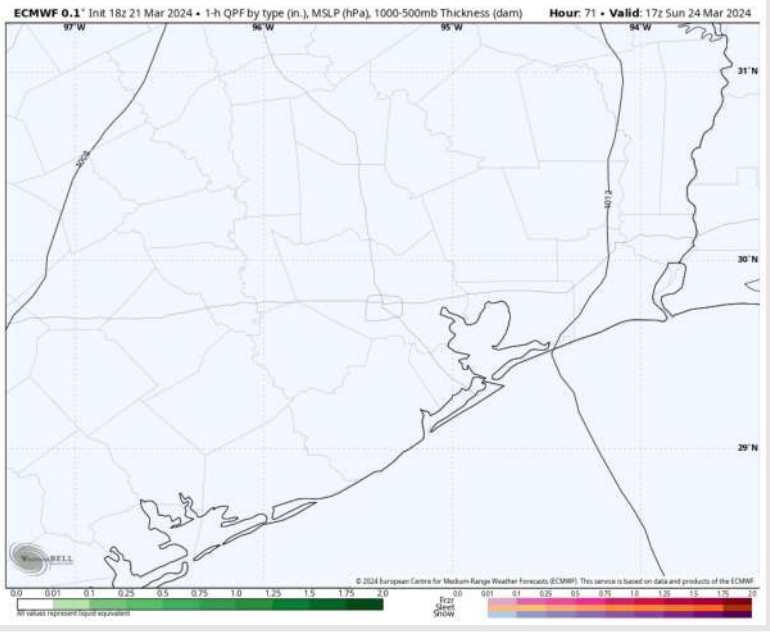 ECMWF 0.1° Init 18z 21 Mar 2024 • 1-h QPF by type (in.), MSLP (hPa), 1000-500mb Thickness (dam) Hour: 71 • Valid: 17z Sun 24 Mar 2024
97°W 96°W 95°W 94°W
31°N
1008
1012
30°N
29°N
WEATHERBELL
© 2024 European Centre for Medium-Range Weather Forecasts (ECMWF). This service is based on data and products of the ECMWF
0.0 0.01 0.1 0.25 0.5 0.75 1.0 1.25 1.5 1.75 2.0 0.0 0.01 0.1 0.25 0.5 0.75 1.0 1.25 1.5 1.75 2.0
Frzr
Sleet
Snow
All values represent liquid equivalent